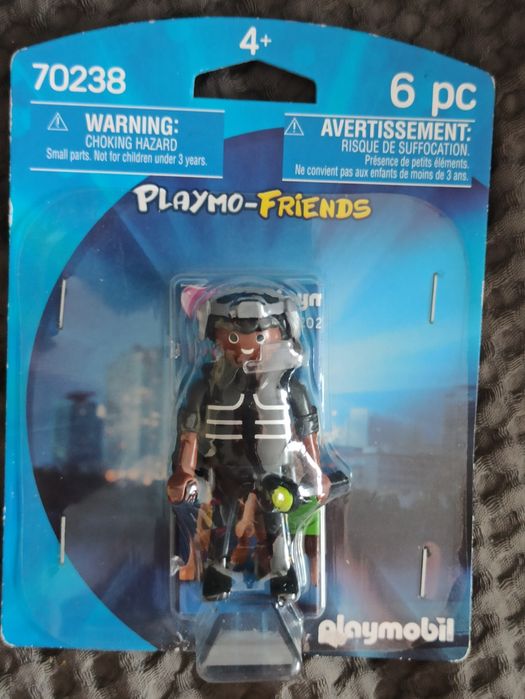 4+
70238
6 pc
⚠ WARNING:
CHOKING HAZARD
Small parts. Not for children under 3 years.
⚠ AVERTISSEMENT:
RISQUE DE SUFFOCATION.
Présence de petits éléments.
Ne convient pas aux enfants de moins de 3 ans.
PLAYMO-FRIENDS
playmobil